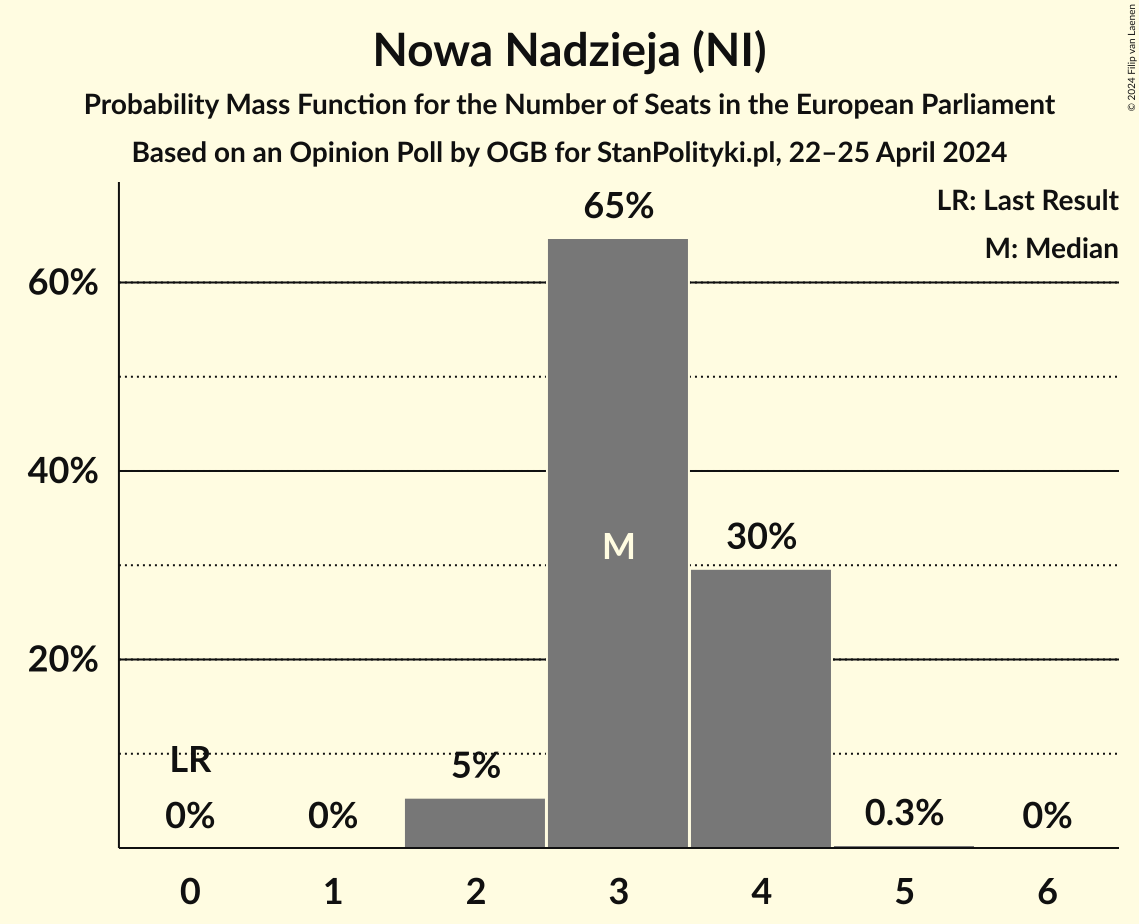 Nowa Nadzieja (NI)
Probability Mass Function for the Number of Seats in the European Parliament
Based on an Opinion Poll by OGB for StanPolityki.pl, 22–25 April 2024
© 2024 Filip van Laenen
LR: Last Result
M: Median
65%
60%
40%
M
30%
20%
LR
5%
0%
0%
0.3%
0%
0
1
2
3
4
5
6